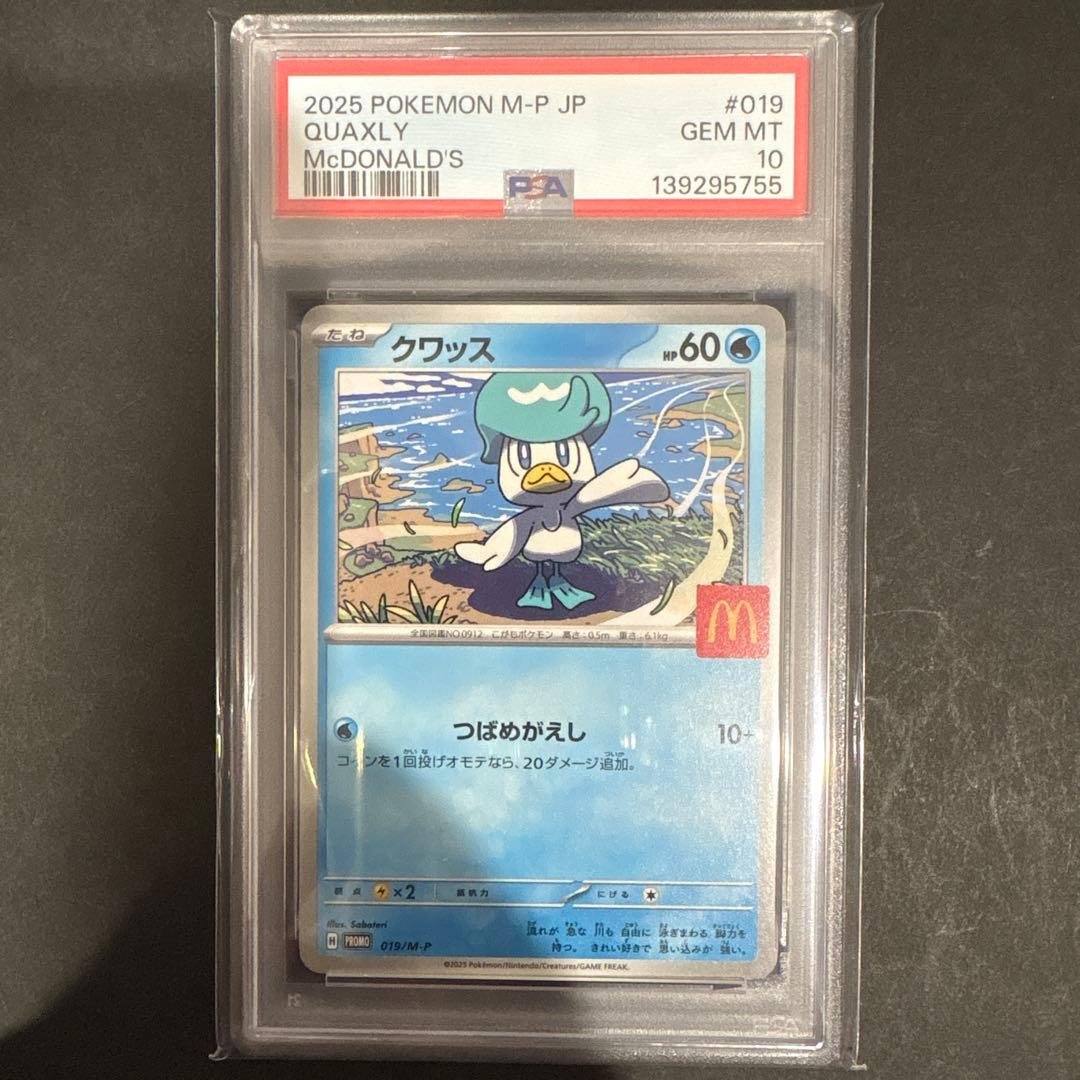 2025 POKEMON M-P JP #019
QUAXLY GEM MT
McDONALD'S 10
PSA 139295755
たね クワッス HP60
M
全国図鑑NO.0912 こがもポケモン 高さ:0.5m 重さ:6.1kg
つばめがえし 10+
コインを1回投げオモテなら、20ダメージ追加。
弱点 ×2 抵抗力 にげる
Illus. Sabateri
流れが 急な 川も 自由に 泳ぎまわる 脚力を
H PROMO 019/M-P 持つ。 きれい好きで 思い込みが 強い。
©2025 Pokémon/Nintendo/Creatures/GAME FREAK.